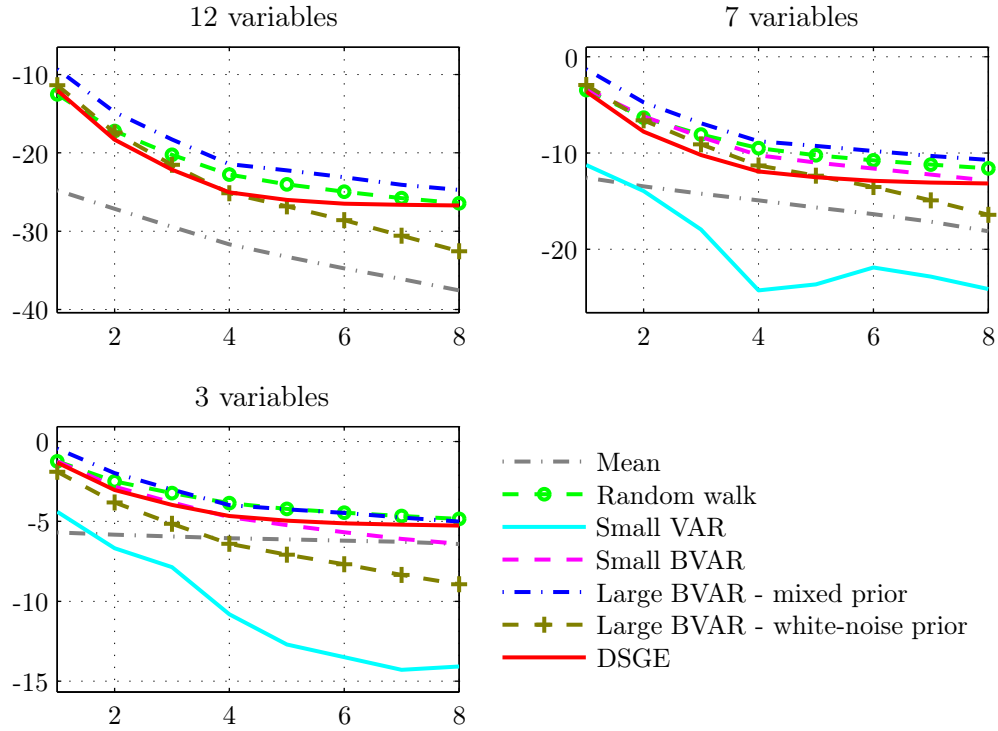 12 variables
-10
-20
-30
-40
2
4
6
8
7 variables
0
-10
-20
2
4
6
8
3 variables
0
-5
-10
-15
2
4
6
8
Mean
Random walk
Small VAR
Small BVAR
Large BVAR - mixed prior
Large BVAR - white-noise prior
DSGE